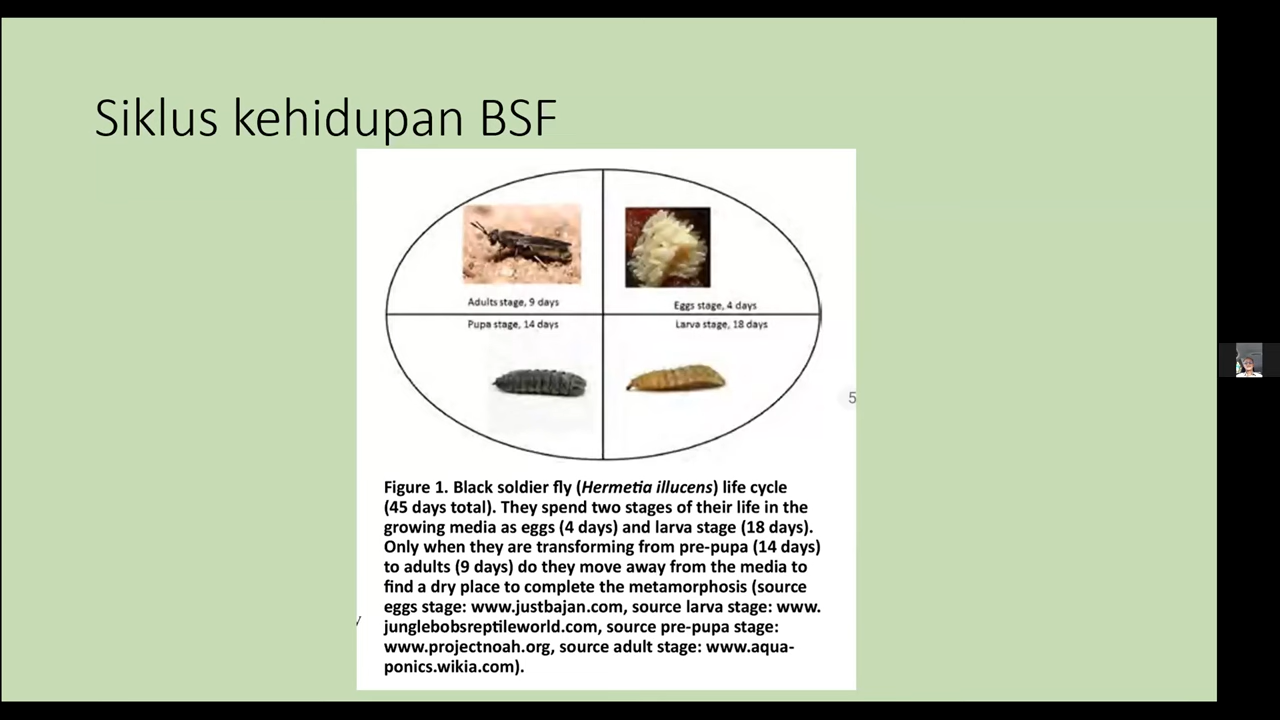 Siklus kehidupan BSF
Adults stage, 9 days
Eggs stage, 4 days
Pupa stage, 14 days
Larva stage, 18 days
5
Figure 1. Black soldier fly (Hermetia illucens) life cycle
(45 days total). They spend two stages of their life in the
growing media as eggs (4 days) and larva stage (18 days).
Only when they are transforming from pre-pupa (14 days)
to adults (9 days) do they move away from the media to
find a dry place to complete the metamorphosis (source
eggs stage: www.justbajan.com, source larva stage: www.
junglebobsreptileworld.com, source pre-pupa stage:
www.projectnoah.org, source adult stage: www.aqua-
ponics.wikia.com).